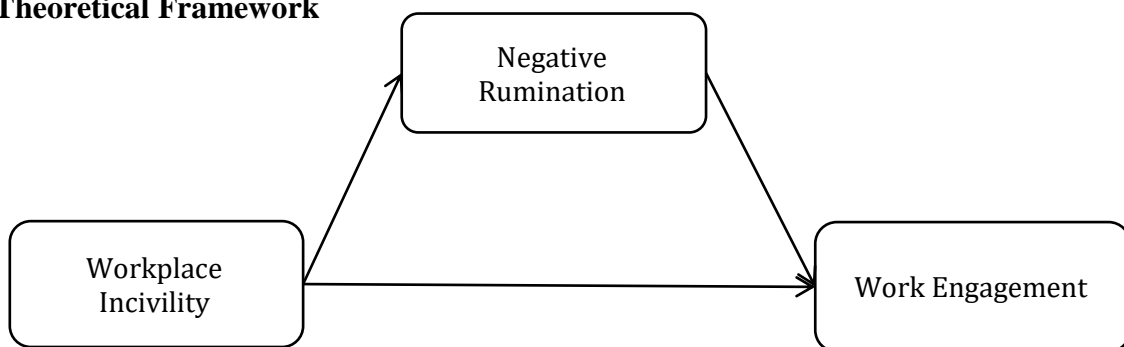 Theoretical Framework
Negative
Rumination
Workplace
Incivility
Work Engagement